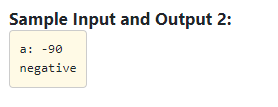 Sample Input and Output 2:
a: -90
negative